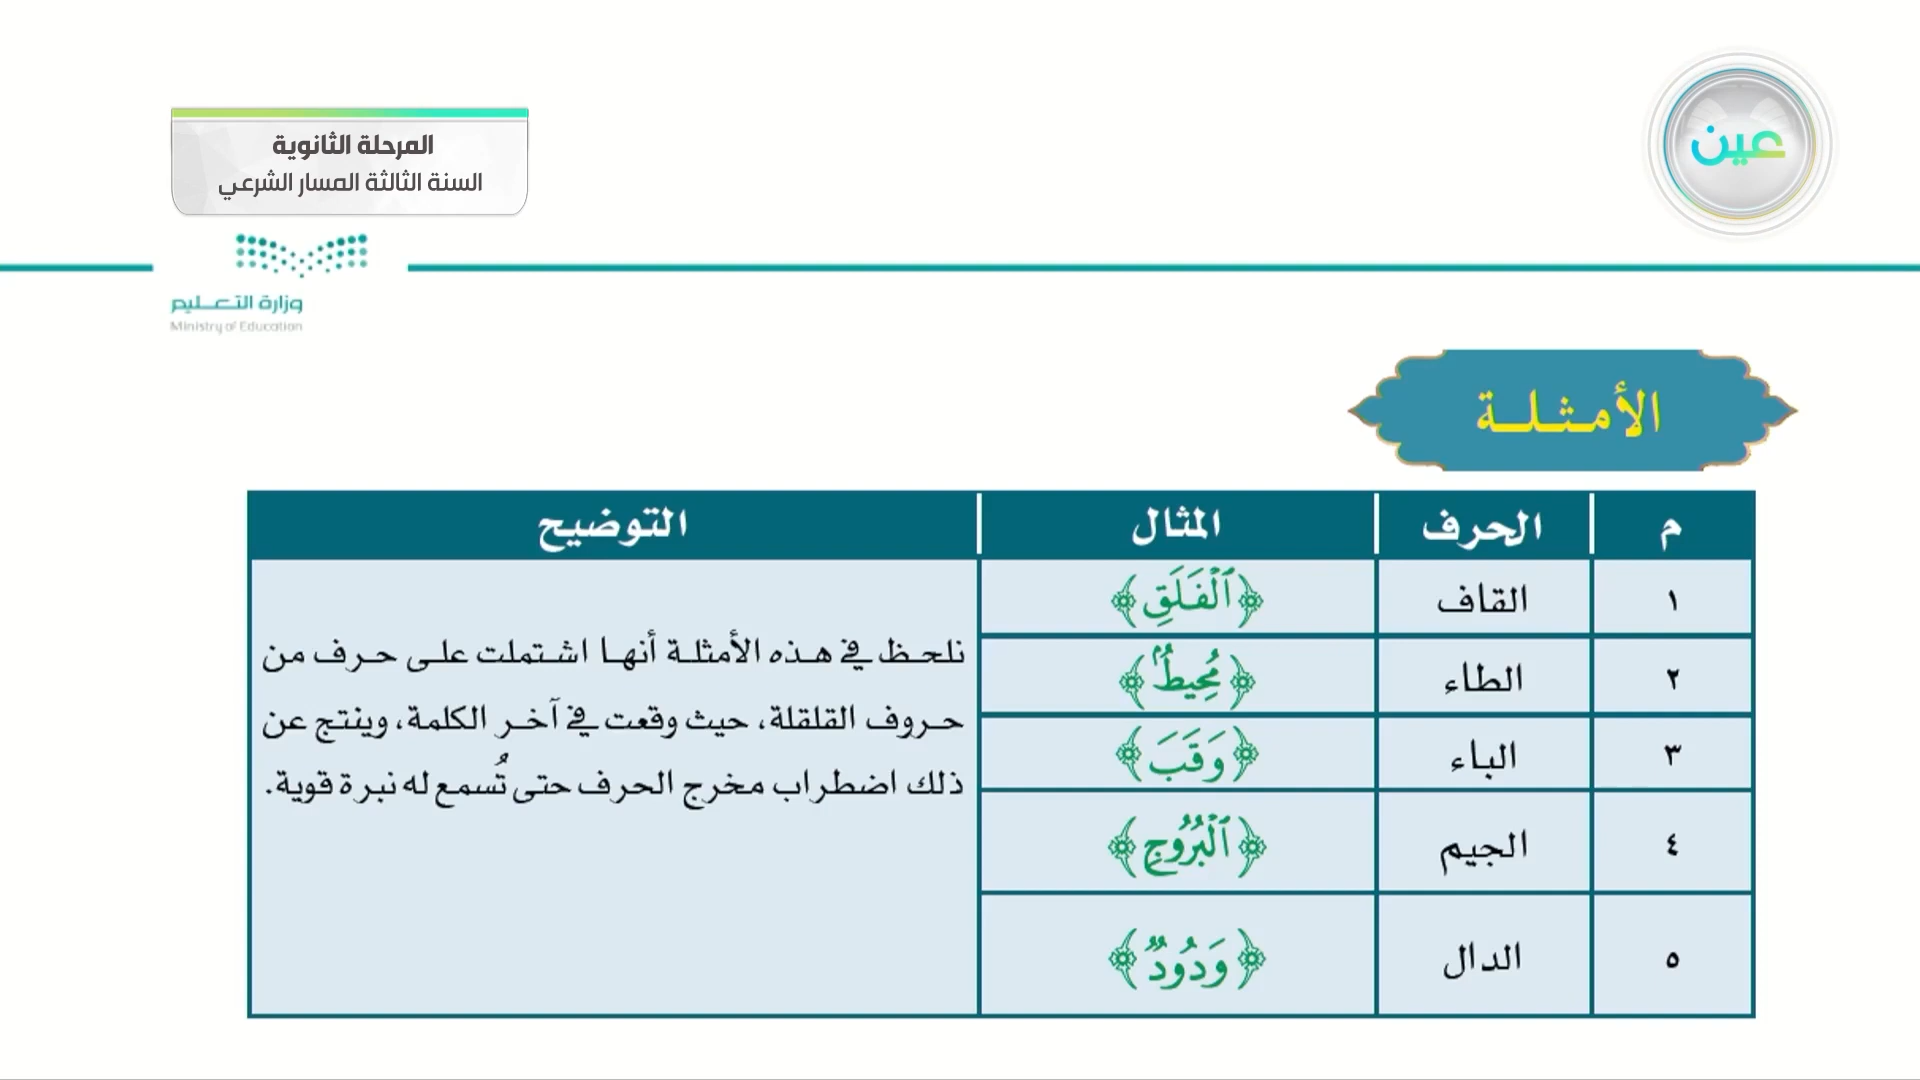 عين
المرحلة الثانوية
السنة الثالثة المسار الشرعي
وزارة التعليم
Ministry of Education
الأمثلة
م الحرف المثال التوضيح
١ القاف ﴿ٱلْفَلَقِ﴾
٢ الطاء ﴿مُحِيطٌ﴾
٣ الباء ﴿وَقَبَ﴾
٤ الجيم ﴿ٱلْبُرُوجِ﴾
٥ الدال ﴿وَدُودٌ﴾
نلحظ في هذه الأمثلة أنها اشتملت على حرف من
حروف القلقلة، حيث وقعت في آخر الكلمة، وينتج عن
ذلك اضطراب مخرج الحرف حتى تُسمع له نبرة قوية.